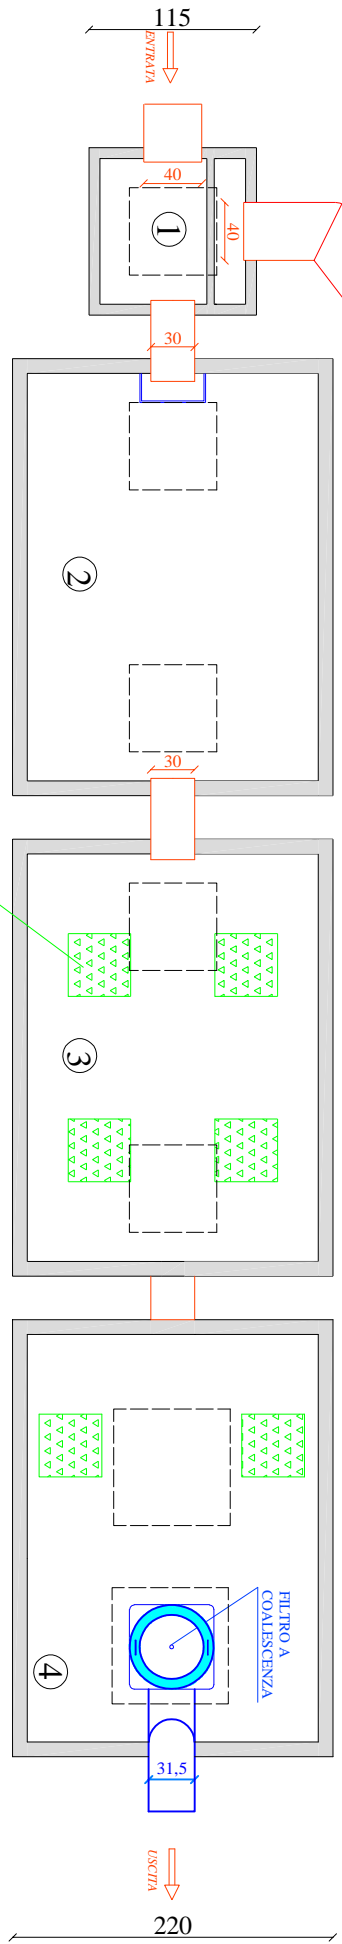 115
ENTRATA
40
1
40
30
2
30
3
FILTRO A
COALESCENZA
4
31,5
USCITA
220